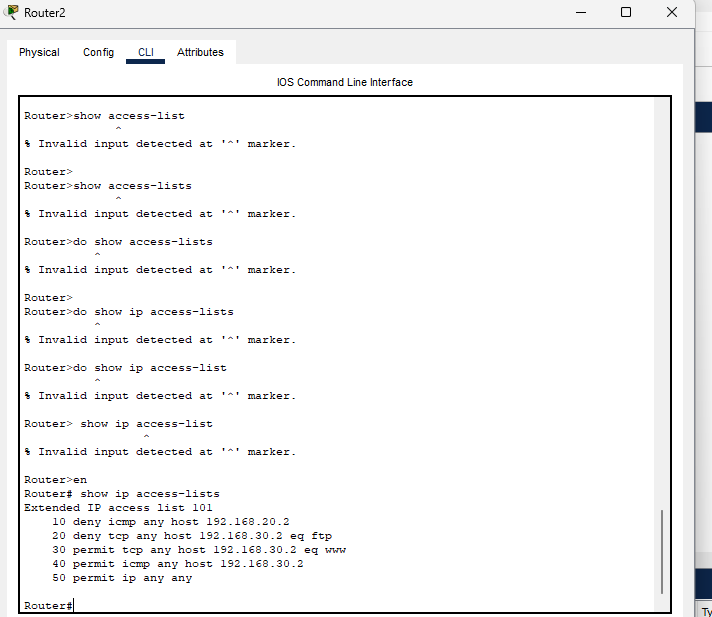 Router2
Physical Config CLI Attributes
IOS Command Line Interface
Router>show access-list
^
% Invalid input detected at '^' marker.
Router>
Router>show access-lists
^
% Invalid input detected at '^' marker.
Router>do show access-lists
^
% Invalid input detected at '^' marker.
Router>
Router>do show ip access-lists
^
% Invalid input detected at '^' marker.
Router>do show ip access-list
^
% Invalid input detected at '^' marker.
Router> show ip access-list
^
% Invalid input detected at '^' marker.
Router>en
Router# show ip access-lists
Extended IP access list 101
10 deny icmp any host 192.168.20.2
20 deny tcp any host 192.168.30.2 eq ftp
30 permit tcp any host 192.168.30.2 eq www
40 permit icmp any host 192.168.30.2
50 permit ip any any
Router#
Ty